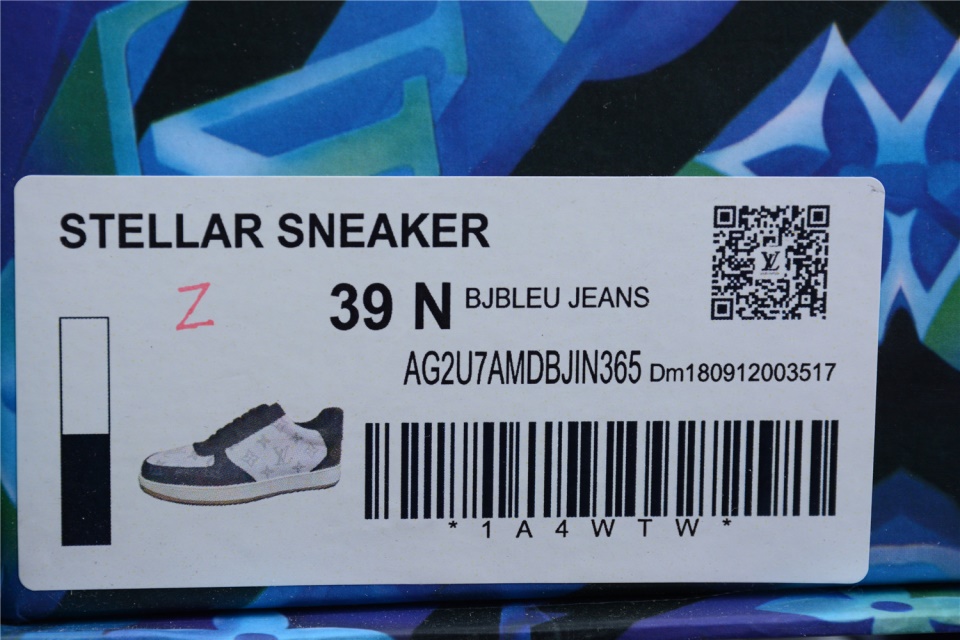 STELLAR SNEAKER
Z
39 N BJBLEU JEANS
AG2U7AMDBJIN365 Dm180912003517
*1A4WTW*